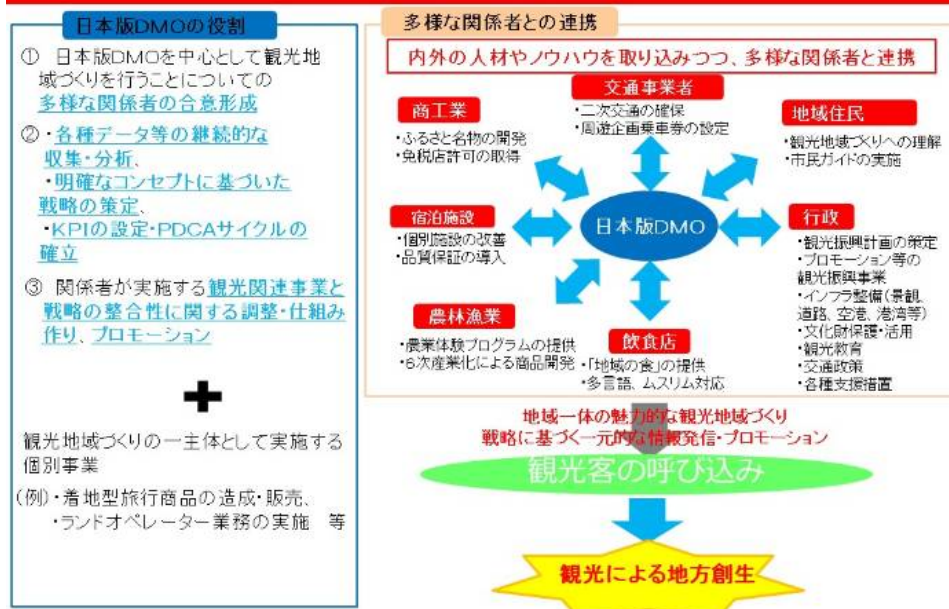 日本版DMOの役割
① 日本版DMOを中心として観光地
域づくりを行うことについての
多様な関係者の合意形成
② ・各種データ等の継続的な
収集・分析、
・明確なコンセプトに基づいた
戦略の策定、
・KPIの設定・PDCAサイクルの
確立
③ 関係者が実施する観光関連事業と
戦略の整合性に関する調整・仕組み
作り、プロモーション
+
観光地域づくりの一主体として実施する
個別事業
(例)・着地型旅行商品の造成・販売、
・ランドオペレーター業務の実施 等
多様な関係者との連携
内外の人材やノウハウを取り込みつつ、多様な関係者と連携
交通事業者
・二次交通の確保
・周遊企画乗車券の設定
商工業
・ふるさと名物の開発
・免税店許可の取得
地域住民
・観光地域づくりへの理解
・市民ガイドの実施
宿泊施設
・個別施設の改善
・品質保証の導入
日本版DMO
行政
・観光振興計画の策定
・プロモーション等の
観光振興事業
・インフラ整備(景観、
道路、空港、港湾等)
・文化財保護・活用
・観光教育
・交通政策
・各種支援措置
農林漁業
・農業体験プログラムの提供
・6次産業化による商品開発
飲食店
・「地域の食」の提供
・多言語、ムスリム対応
地域一体の魅力的な観光地域づくり
戦略に基づく一元的な情報発信・プロモーション
観光客の呼び込み
観光による地方創生